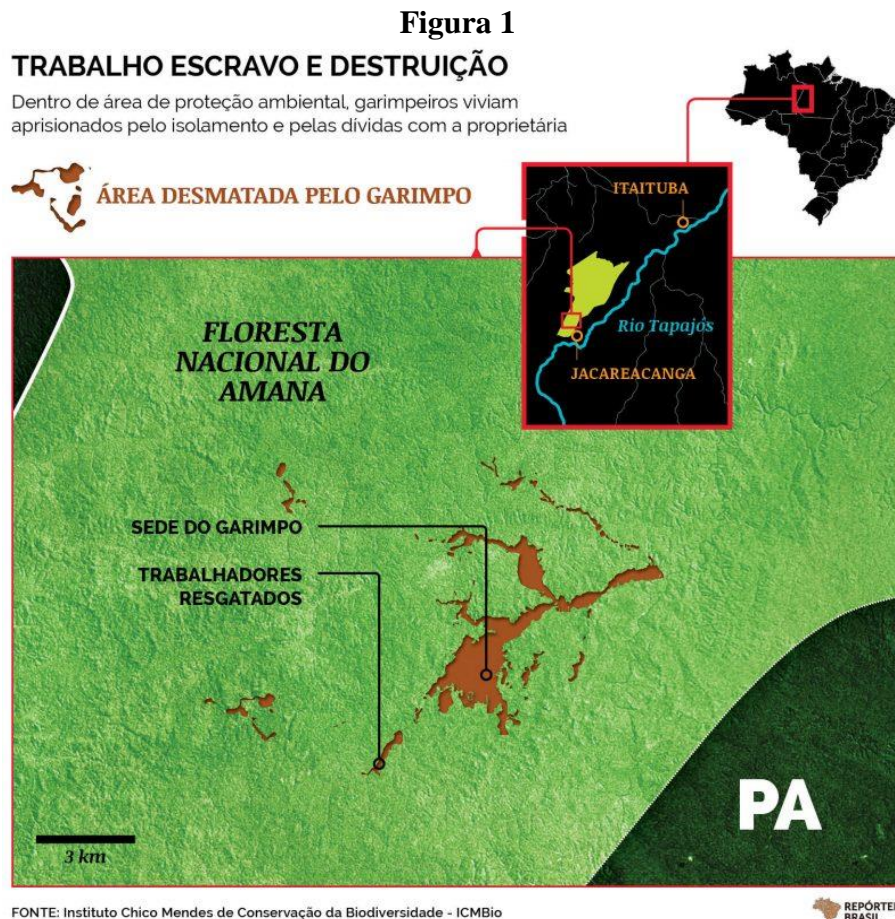 Figura 1
TRABALHO ESCRAVO E DESTRUIÇÃO
Dentro de área de proteção ambiental, garimpeiros viviam
aprisionados pelo isolamento e pelas dívidas com a proprietária
ÁREA DESMATADA PELO GARIMPO
ITAITUBA
Rio Tapajós
JACAREACANGA
FLORESTA
NACIONAL DO
AMANA
SEDE DO GARIMPO
TRABALHADORES
RESGATADOS
PA
3 km
FONTE: Instituto Chico Mendes de Conservação da Biodiversidade - ICMBio
REPÓRTER
BRASIL